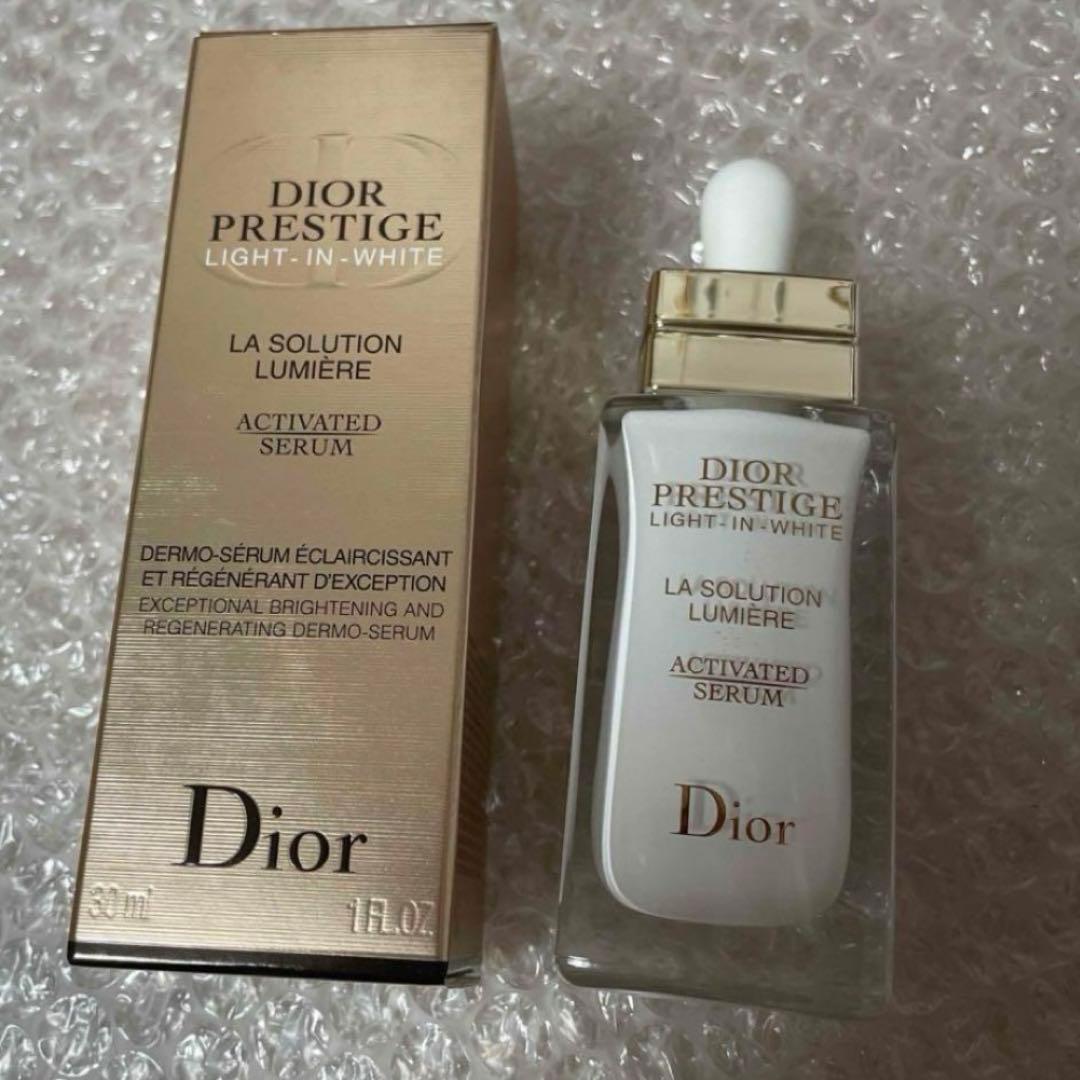 DIOR
PRESTIGE
LIGHT-IN-WHITE
LA SOLUTION
LUMIÈRE
ACTIVATED
SERUM
DERMO-SÉRUM ÉCLAIRCISSANT
ET RÉGÉNÉRANT D'EXCEPTION
EXCEPTIONAL BRIGHTENING AND
REGENERATING DERMO-SERUM
Dior
30 ml 1 FL.OZ
DIOR
PRESTIGE
LIGHT-IN-WHITE
LA SOLUTION
LUMIÈRE
ACTIVATED
SERUM
Dior